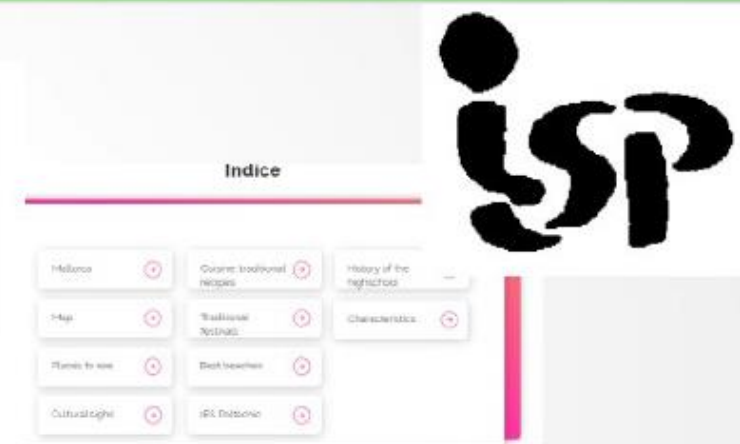 isp
Indice
Mallorca
Cuisine: traditional
recipes
History of the
highschool
Map
Traditional
festivals
Characteristics
Places to see
Best beaches
Cultural sights
IES Politècnic